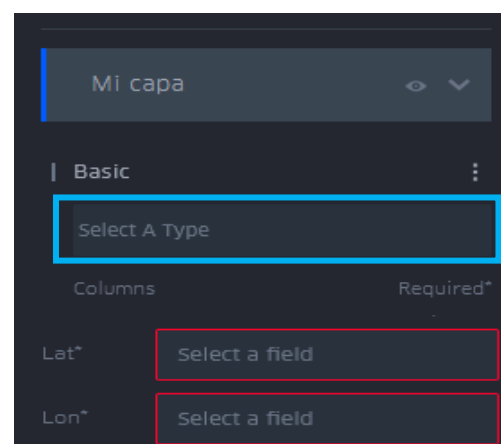 Mi capa
Basic
Select A Type
Columns Required*
Lat* Select a field
Lon* Select a field